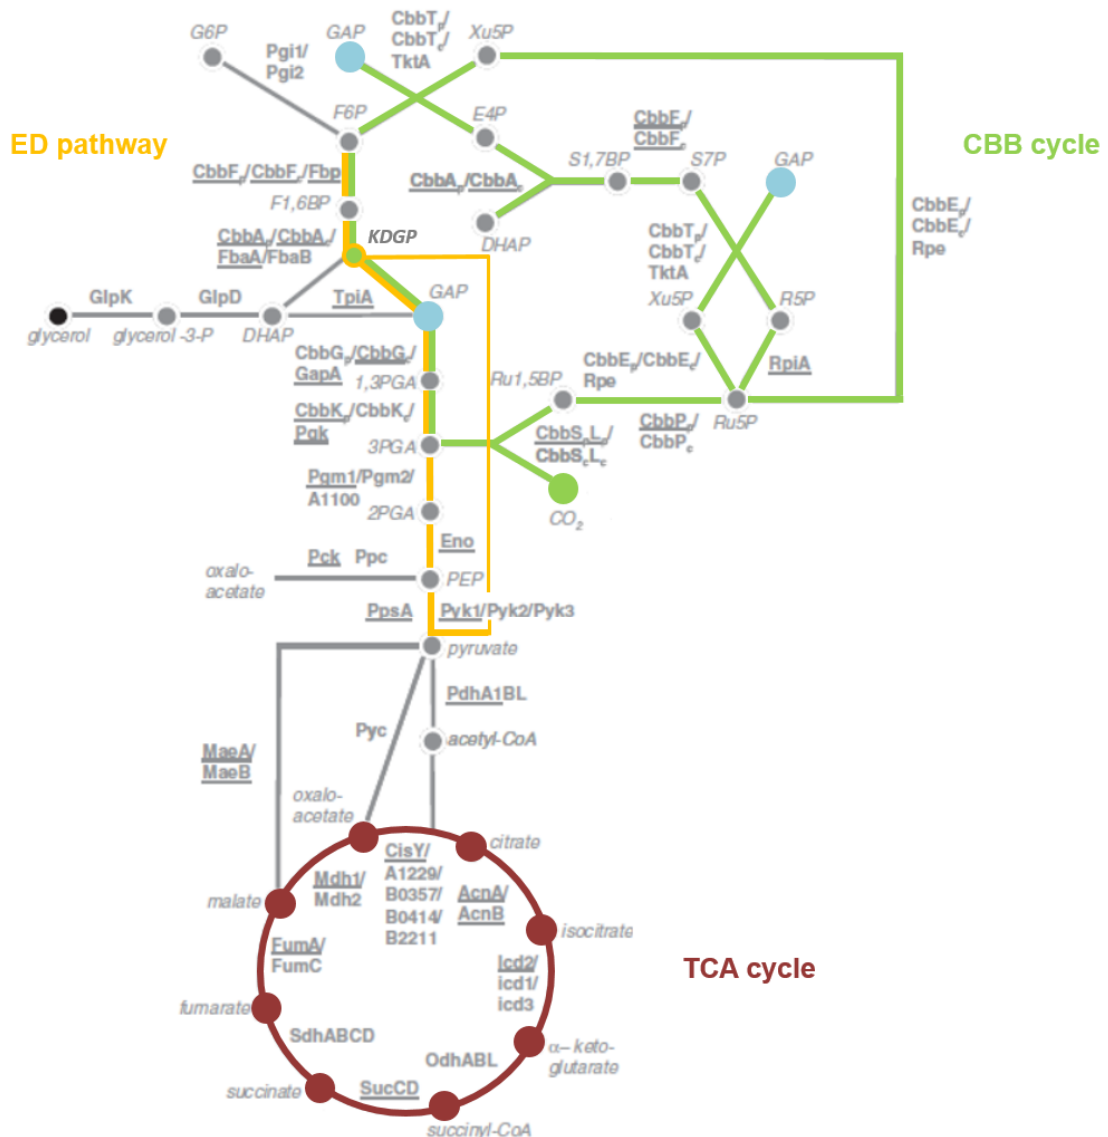 G6P
Pgi1/
Pgi2
GAP
CbbTp/
CbbTc/
TktA
Xu5P
F6P
E4P
ED pathway
CBB cycle
CbbFp/CbbFc/Fbp
F1,6BP
CbbAp/CbbAc/
FbaA/FbaB
KDGP
CbbAp/CbbAc
DHAP
S1,7BP
CbbFp/
CbbFc
S7P
GAP
CbbEp/
CbbEc/
Rpe
CbbTp/
CbbTc/
TktA
Xu5P
R5P
GlpK
GlpD
TpiA
GAP
glycerol
glycerol -3-P
DHAP
CbbGp/CbbGc/
GapA
1,3PGA
CbbKp/CbbKc/
Pgk
3PGA
Ru1,5BP
CbbEp/CbbEc/
Rpe
RpiA
Ru5P
CbbSpLp/
CbbScLc
CbbPp/
CbbPc
CO2
Pgm1/Pgm2/
A1100
2PGA
Eno
oxalo-
acetate
Pck
Ppc
PEP
PpsA
Pyk1/Pyk2/Pyk3
pyruvate
PdhA1BL
Pyc
acetyl-CoA
MaeA/
MaeB
oxalo-
acetate
citrate
CisY/
A1229/
B0357/
B0414/
B2211
Mdh1/
Mdh2
AcnA/
AcnB
malate
isocitrate
FumA/
FumC
Icd2/
icd1/
icd3
TCA cycle
fumarate
SdhABCD
OdhABL
α– keto-
glutarate
succinate
SucCD
succinyl-CoA